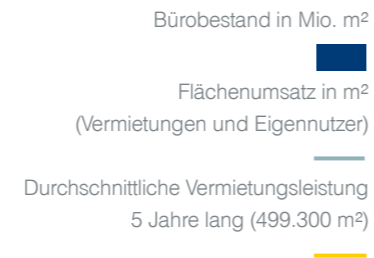 Bürobestand in Mio. m²
Flächenumsatz in m²
(Vermietungen und Eigennutzer)
Durchschnittliche Vermietungsleistung
5 Jahre lang (499.300 m²)